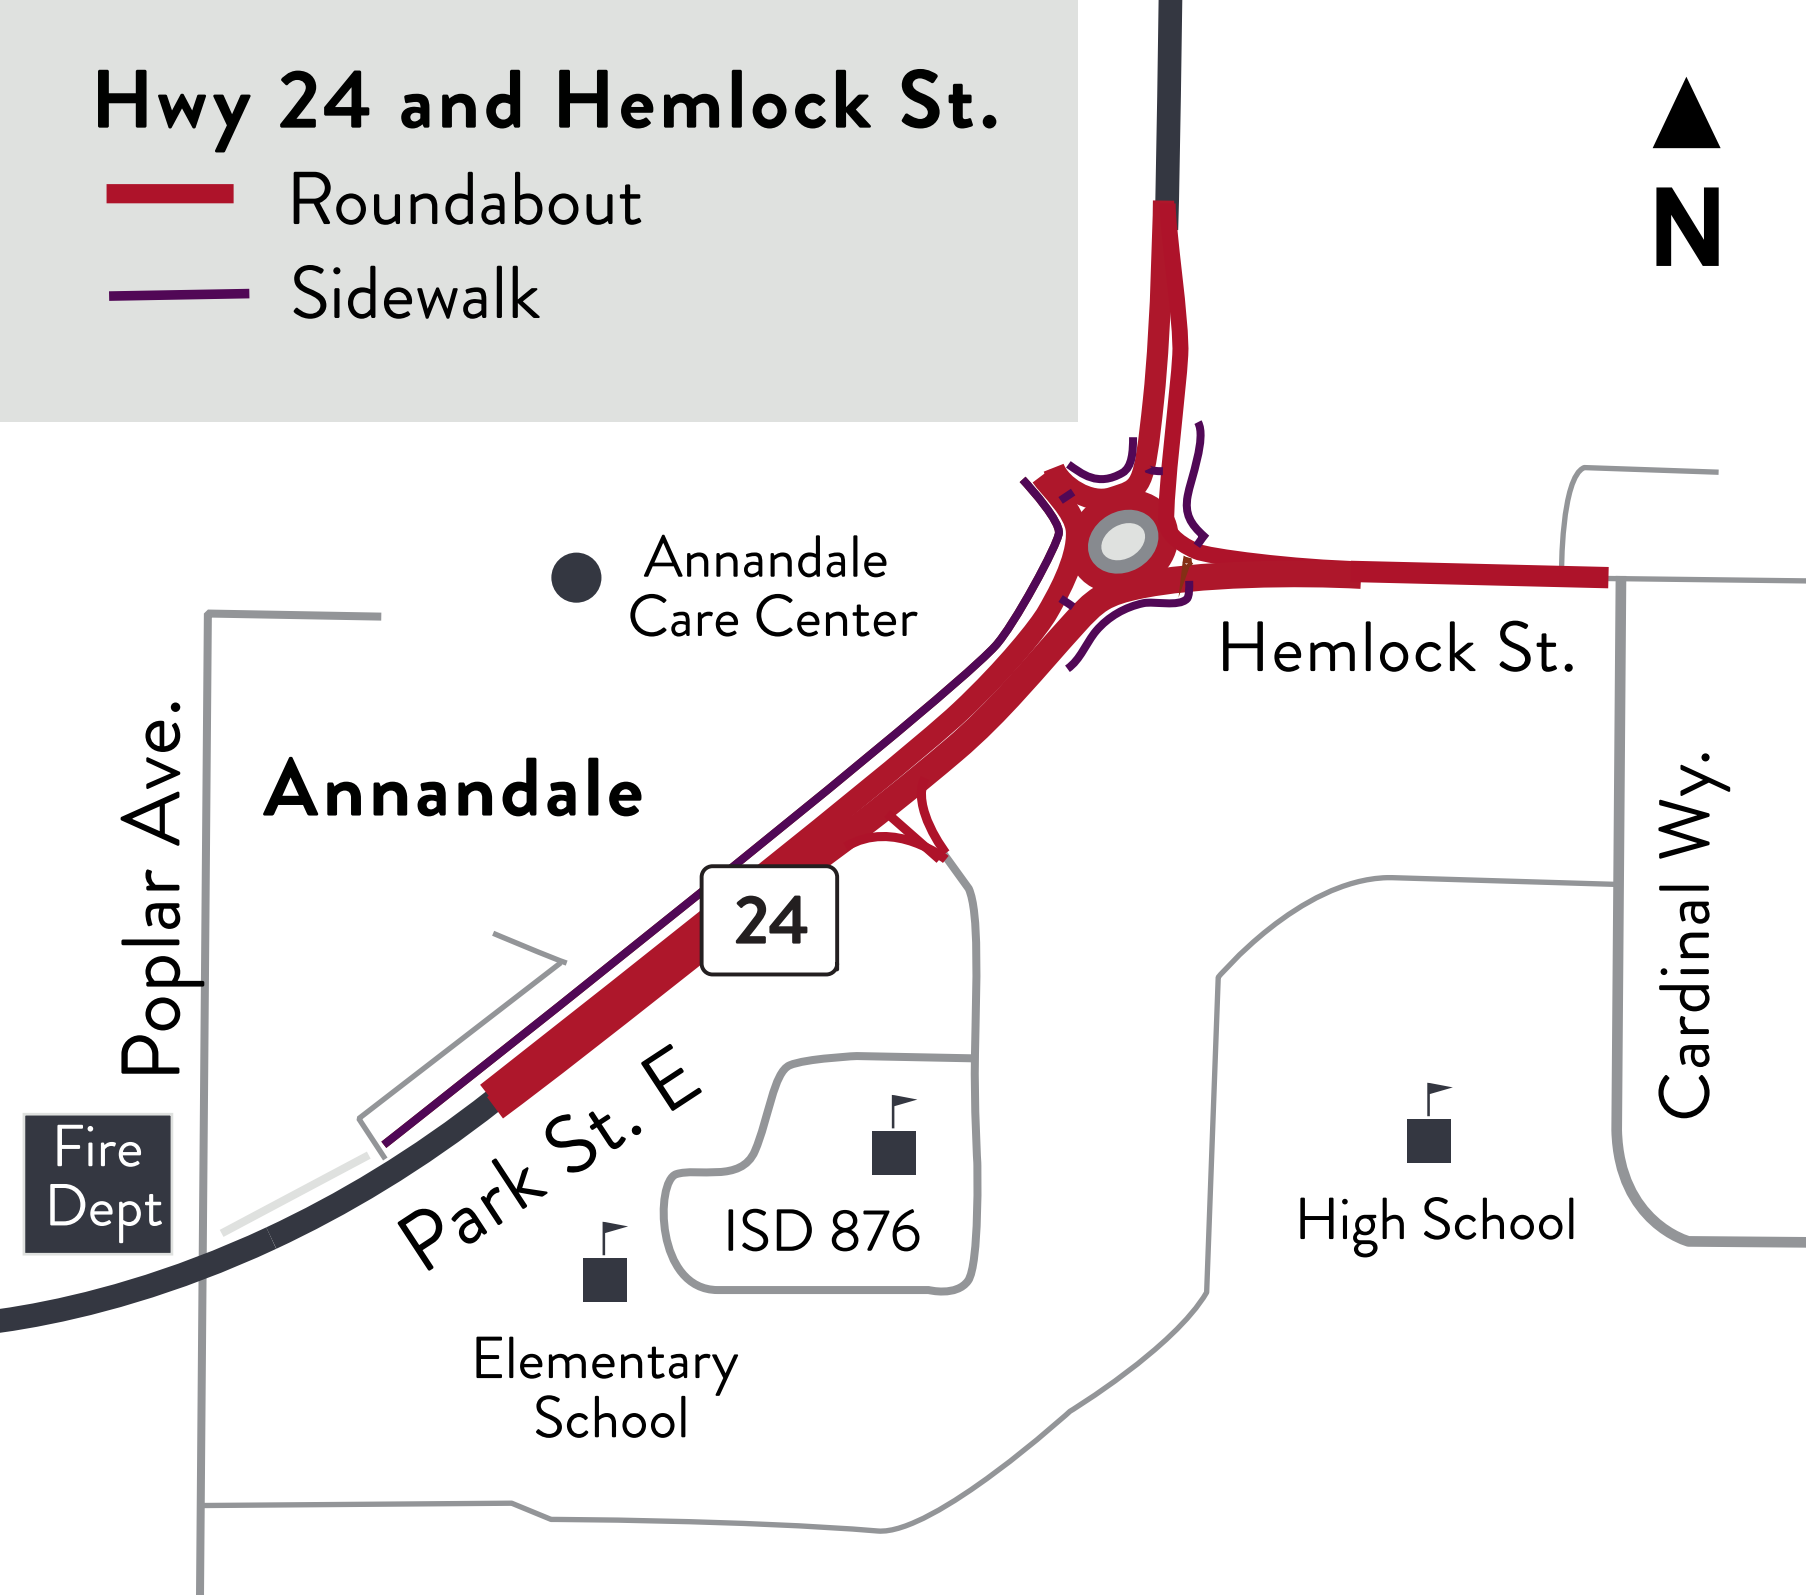 Hwy 24 and Hemlock St.
Roundabout
Sidewalk
N
Annandale
Care Center
Hemlock St.
Poplar Ave.
Annandale
Cardinal Wy.
24
Park St. E
Fire
Dept
ISD 876
High School
Elementary
School